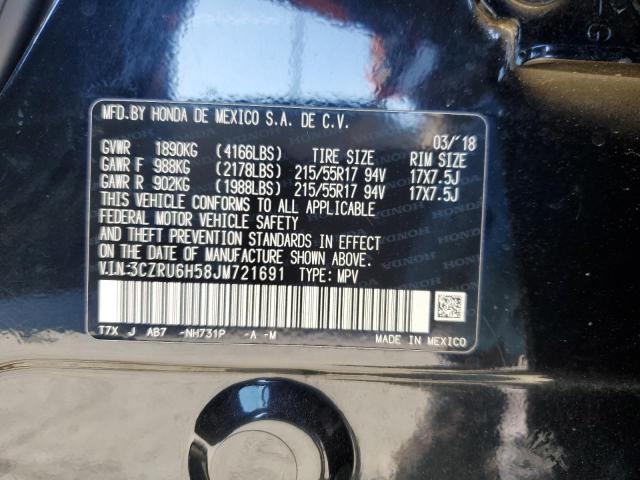 MFD.BY HONDA DE MEXICO S.A. DE C.V.
03/'18
GVWR 1890KG (4166LBS) TIRE SIZE RIM SIZE
GAWR F 988KG (2178LBS) 215/55R17 94V 17X7.5J
GAWR R 902KG (1988LBS) 215/55R17 94V 17X7.5J
THIS VEHICLE CONFORMS TO ALL APPLICABLE
FEDERAL MOTOR VEHICLE SAFETY
AND THEFT PREVENTION STANDARDS IN EFFECT
ON THE DATE OF MANUFACTURE SHOWN ABOVE.
V.I.N:3CZRU6H58JM721691 TYPE: MPV
T7X J AB7 -NH731P -A -M
MADE IN MEXICO